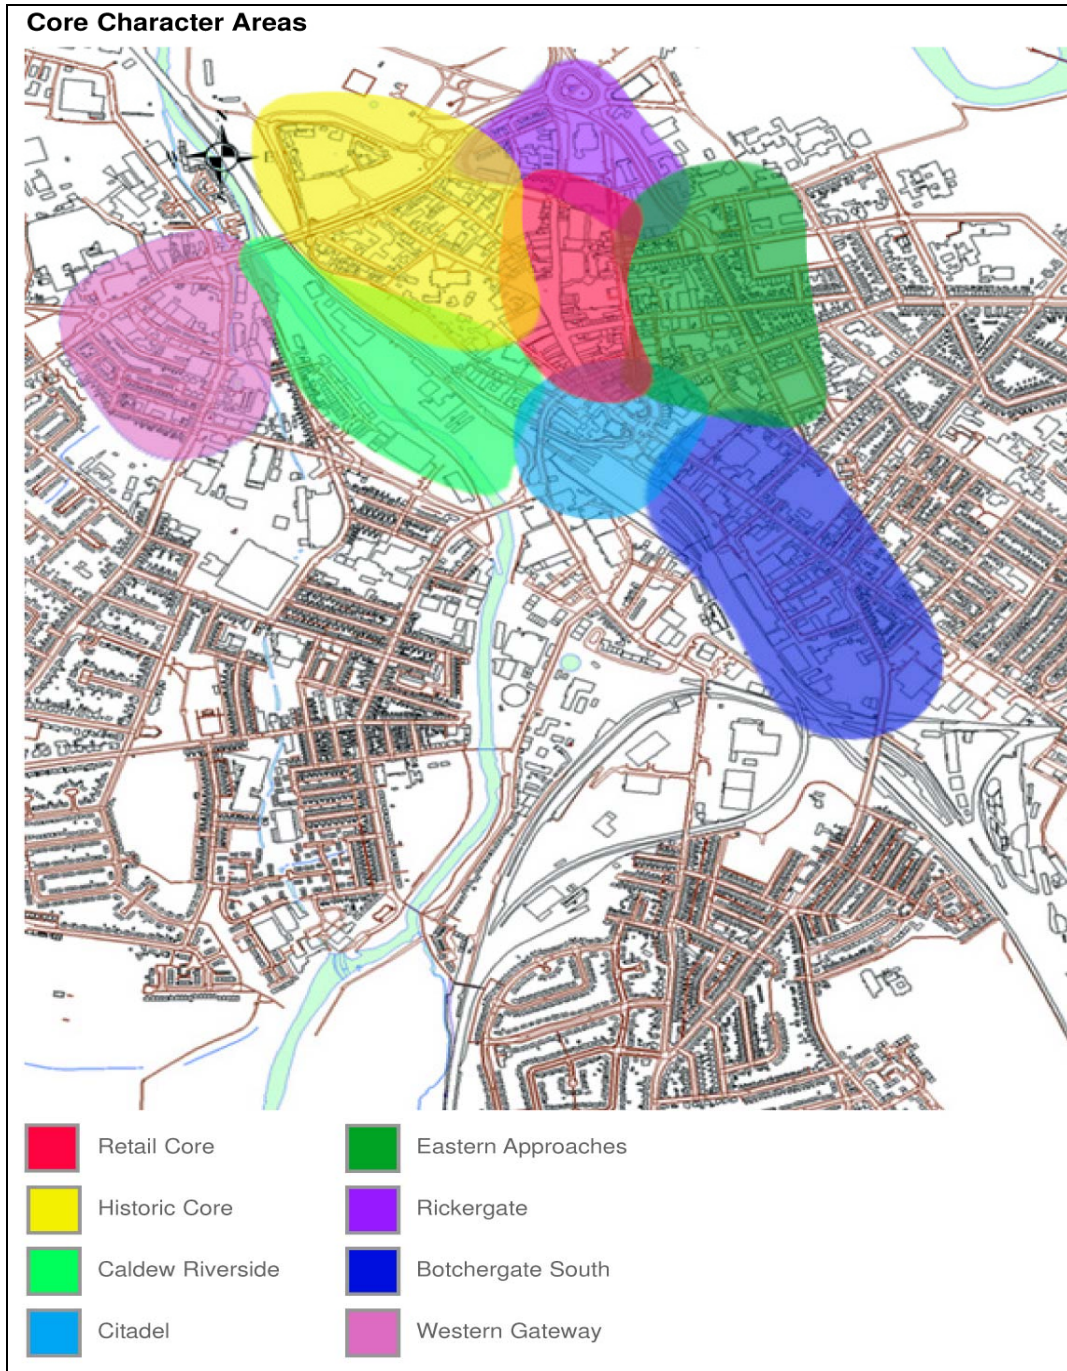 Core Character Areas
Retail Core
Eastern Approaches
Historic Core
Rickergate
Caldew Riverside
Botchergate South
Citadel
Western Gateway